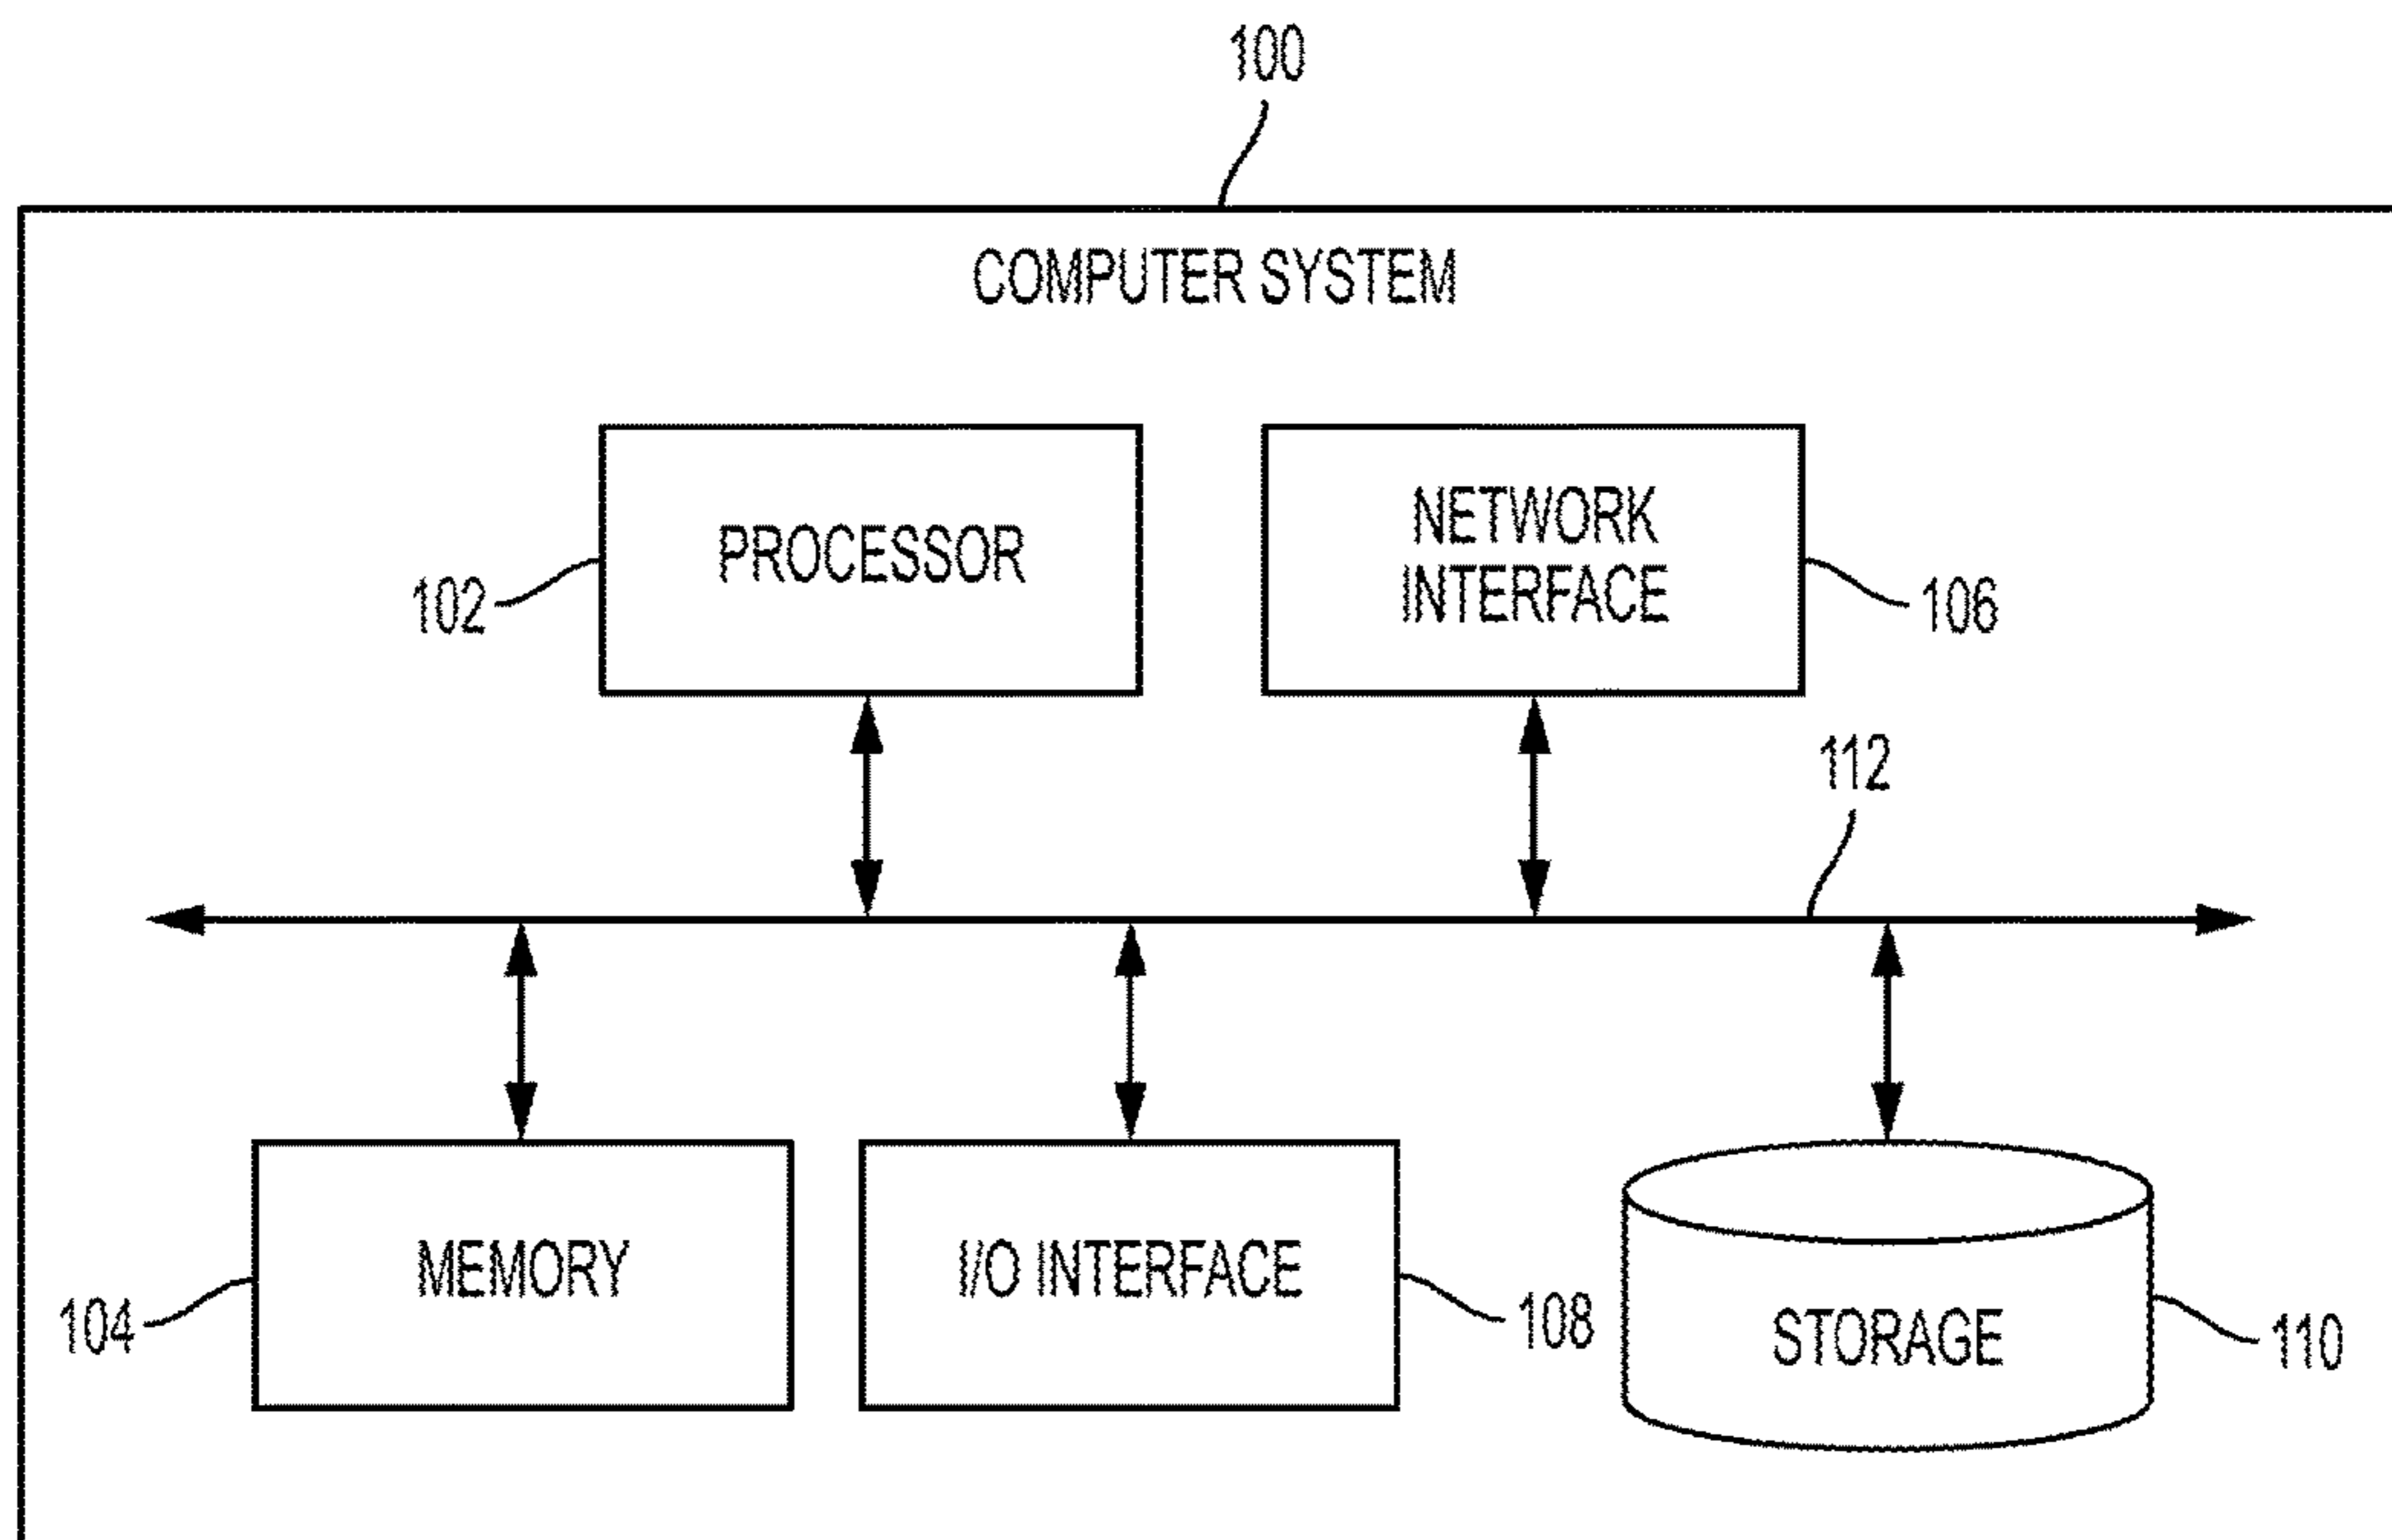 100
COMPUTER SYSTEM
PROCESSOR
NETWORK
INTERFACE
102
106
112
MEMORY
I/O INTERFACE
STORAGE
104
108
110